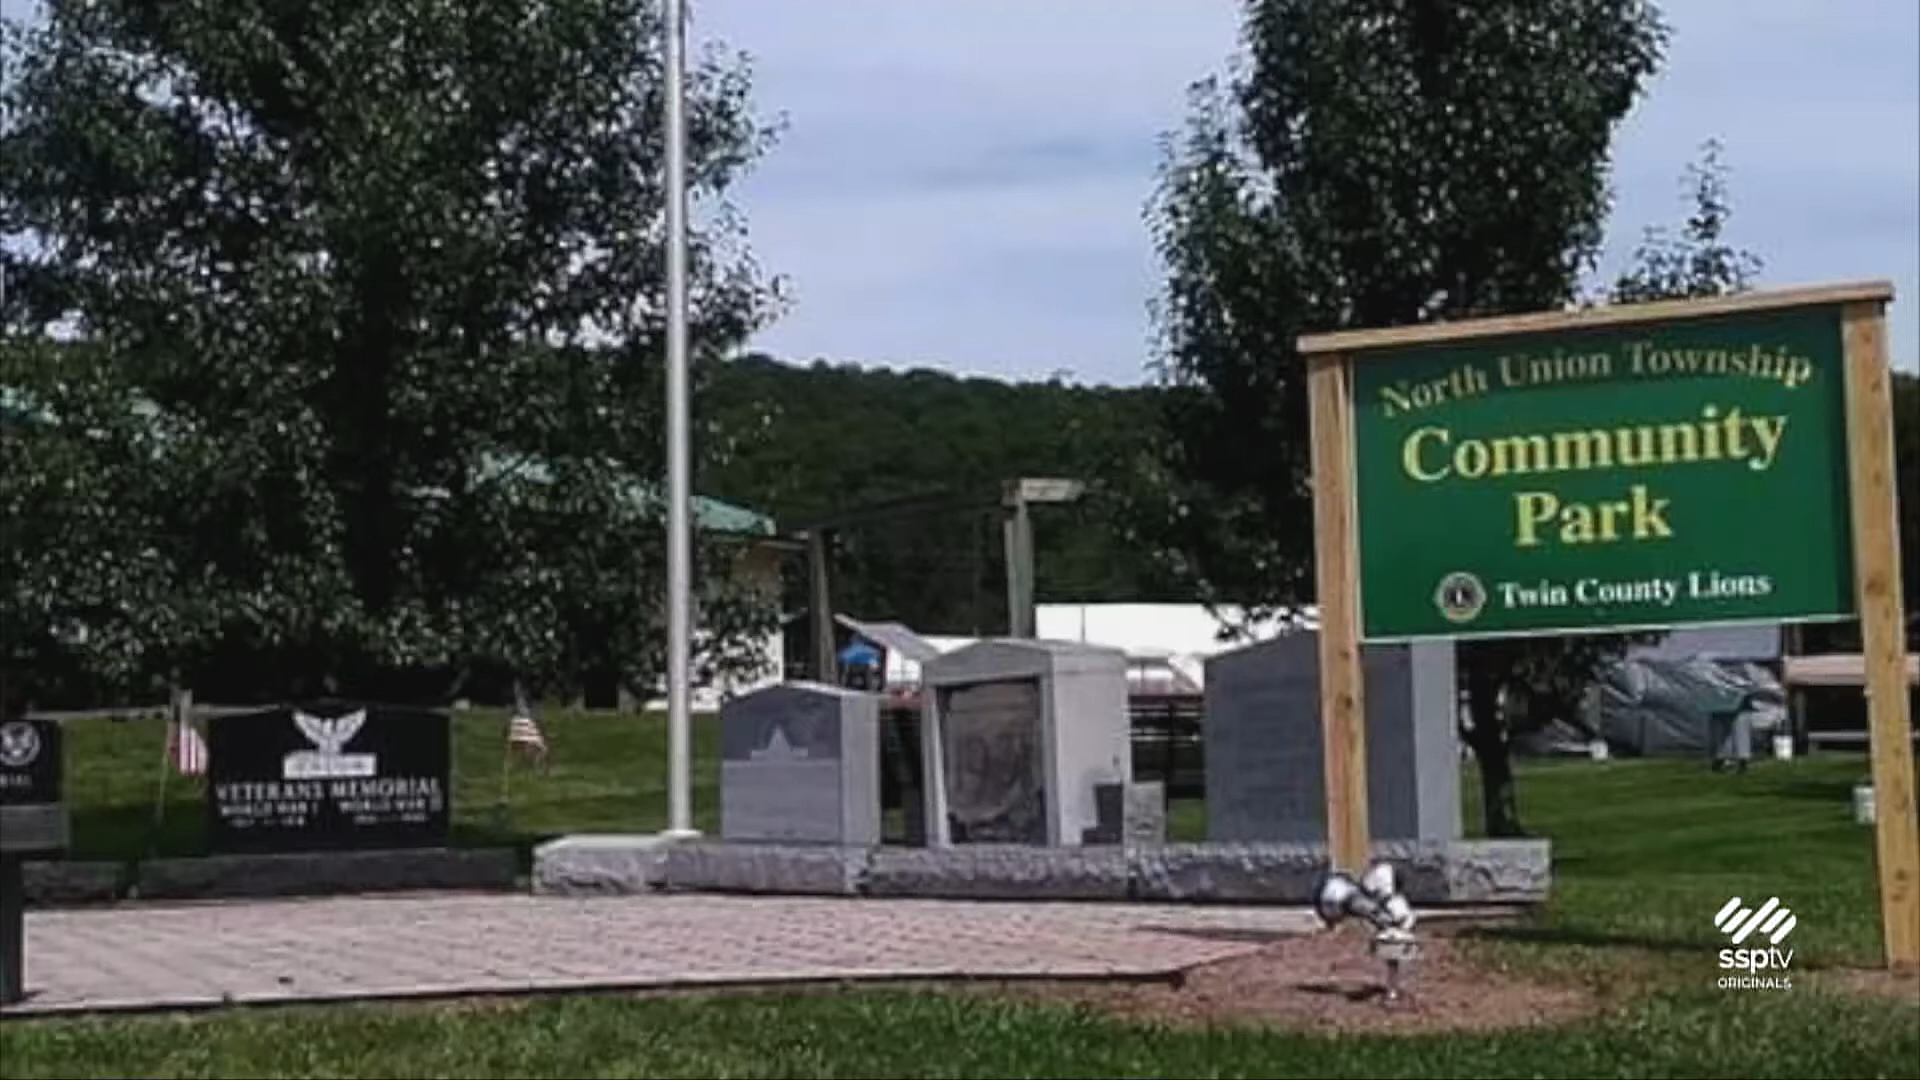 North Union Township
Community
Park
Twin County Lions
VETERANS MEMORIAL
WORLD WAR I WORLD WAR II
ssptv
ORIGINALS